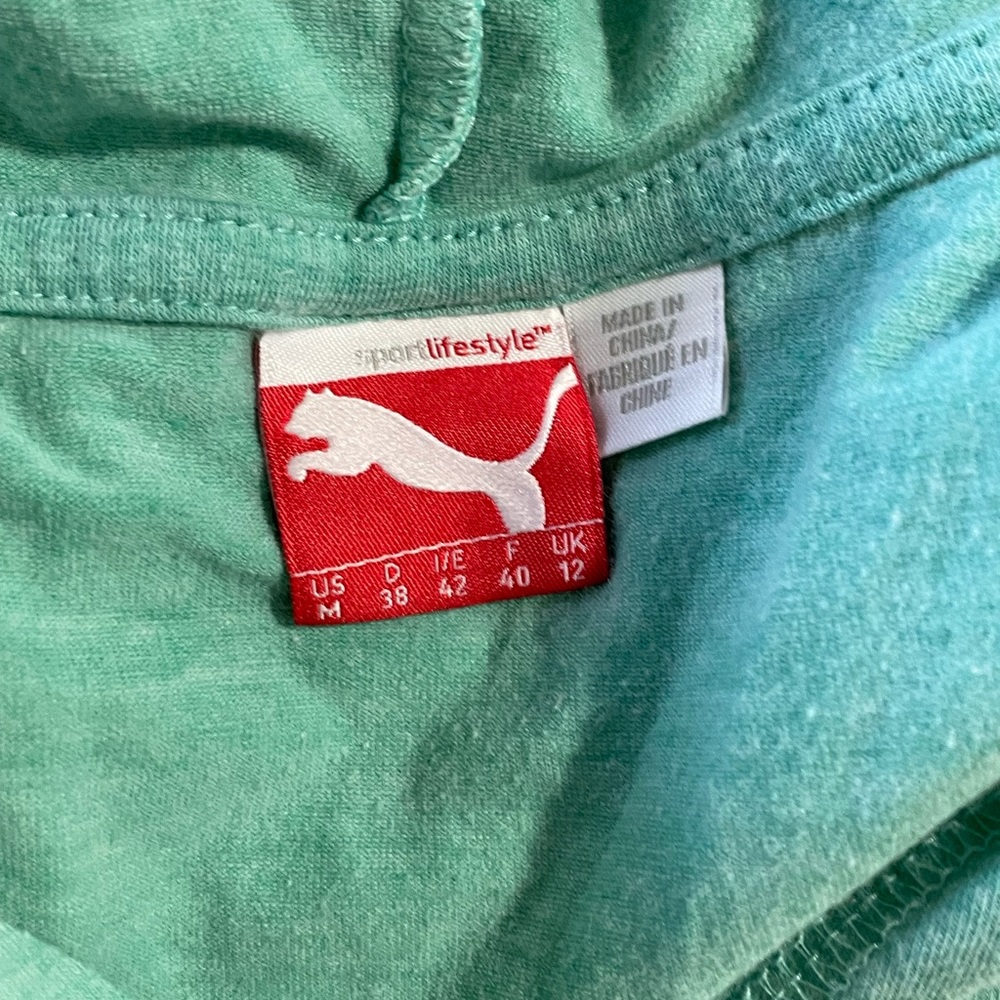 sportlifestyle™
MADE IN
CHINA/
FABRIQUÉ EN
CHINE
US D I/E F UK
M 38 42 40 12